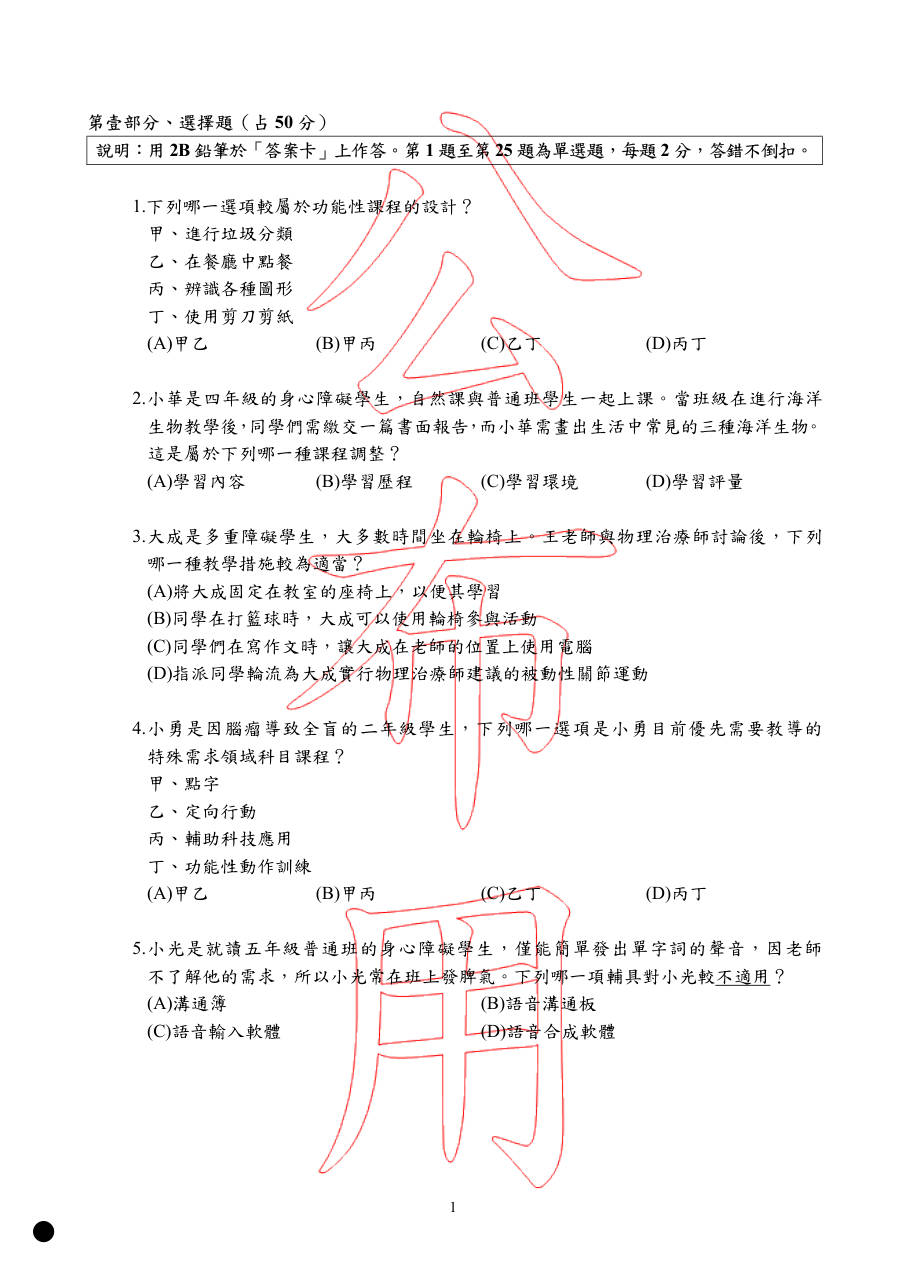 第壹部分、選擇題（占 50 分）
說明：用 2B 鉛筆於「答案卡」上作答。第 1 題至第 25 題為單選題，每題 2 分，答錯不倒扣。
1.下列哪一選項較屬於功能性課程的設計？
甲、進行垃圾分類
乙、在餐廳中點餐
丙、辨識各種圖形
丁、使用剪刀剪紙
(A)甲乙 (B)甲丙 (C)乙丁 (D)丙丁
2.小華是四年級的身心障礙學生，自然課與普通班學生一起上課。當班級在進行海洋
生物教學後，同學們需繳交一篇書面報告，而小華需畫出生活中常見的三種海洋生物。
這是屬於下列哪一種課程調整？
(A)學習內容 (B)學習歷程 (C)學習環境 (D)學習評量
3.大成是多重障礙學生，大多數時間坐在輪椅上。王老師與物理治療師討論後，下列
哪一種教學措施較為適當？
(A)將大成固定在教室的座椅上，以便其學習
(B)同學在打籃球時，大成可以使用輪椅參與活動
(C)同學們在寫作文時，讓大成在老師的位置上使用電腦
(D)指派同學輪流為大成實行物理治療師建議的被動性關節運動
4.小勇是因腦瘤導致全盲的二年級學生，下列哪一選項是小勇目前優先需要教導的
特殊需求領域科目課程？
甲、點字
乙、定向行動
丙、輔助科技應用
丁、功能性動作訓練
(A)甲乙 (B)甲丙 (C)乙丁 (D)丙丁
5.小光是就讀五年級普通班的身心障礙學生，僅能簡單發出單字詞的聲音，因老師
不了解他的需求，所以小光常在班上發脾氣。下列哪一項輔具對小光較不適用？
(A)溝通簿 (B)語音溝通板
(C)語音輸入軟體 (D)語音合成軟體
公布用
1